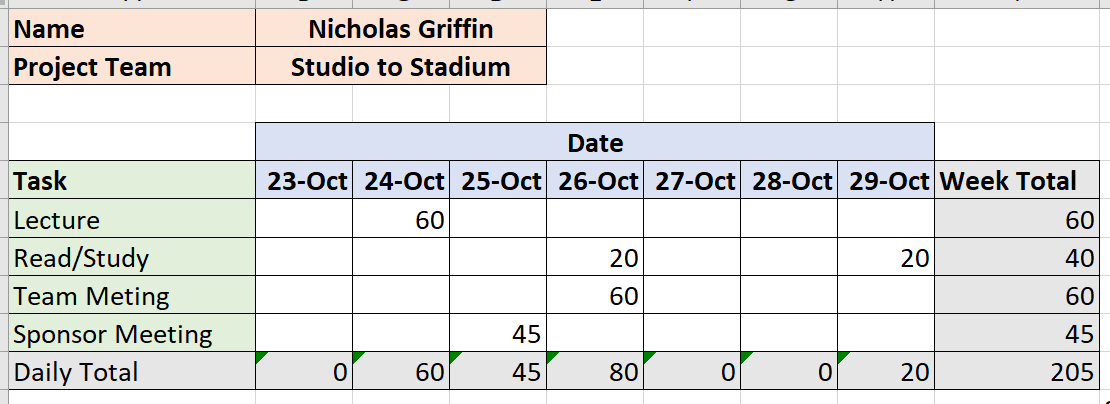 Name Nicholas Griffin
Project Team Studio to Stadium
Date
Task 23-Oct 24-Oct 25-Oct 26-Oct 27-Oct 28-Oct 29-Oct Week Total
Lecture 60 60
Read/Study 20 20 40
Team Meting 60 60
Sponsor Meeting 45 45
Daily Total 0 60 45 80 0 0 20 205